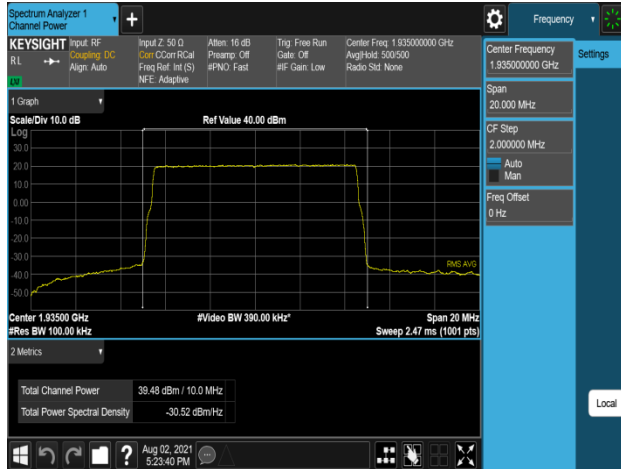 Spectrum Analyzer 1
Channel Power
Frequency
KEYSIGHT
RL
LXI
Input: RF
Coupling: DC
Align: Auto
Input Z: 50 Ω
Corr CCorr RCal
Freq Ref: Int (S)
NFE: Adaptive
Atten: 16 dB
Preamp: Off
#PNO: Fast
Trig: Free Run
Gate: Off
#IF Gain: Low
Center Freq: 1.935000000 GHz
Avg|Hold: 500/500
Radio Std: None
Center Frequency
1.935000000 GHz
Settings
Span
20.000 MHz
CF Step
2.000000 MHz
Auto
Man
Freq Offset
0 Hz
1 Graph
Scale/Div 10.0 dB
Ref Value 40.00 dBm
Log
30.0
20.0
10.0
0.00
-10.0
-20.0
-30.0
-40.0
-50.0
RMS AVG
Center 1.93500 GHz
#Video BW 390.00 kHz*
Span 20 MHz
#Res BW 100.00 kHz
Sweep 2.47 ms (1001 pts)
2 Metrics
Total Channel Power 39.48 dBm / 10.0 MHz
Total Power Spectral Density -30.52 dBm/Hz
Local
Aug 02, 2021
5:23:40 PM